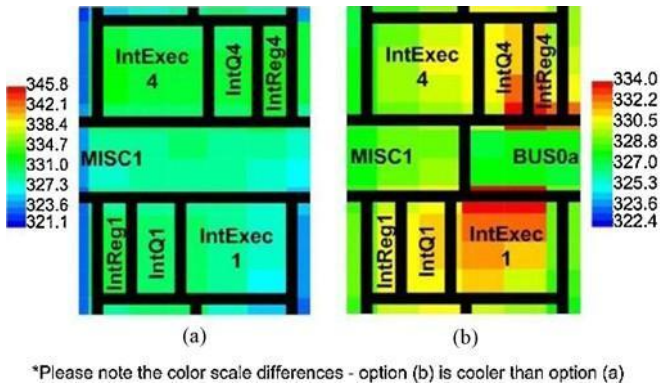 IntExec
4
IntQ4
IntReg4
MISC1
IntReg1
IntQ1
IntExec
1
345.8
342.1
338.4
334.7
331.0
327.3
323.6
321.1
(a)
IntExec
4
IntQ4
IntReg4
MISC1
BUS0a
IntReg1
IntQ1
IntExec
1
334.0
332.2
330.5
328.8
327.0
325.3
323.6
322.4
(b)
*Please note the color scale differences - option (b) is cooler than option (a)